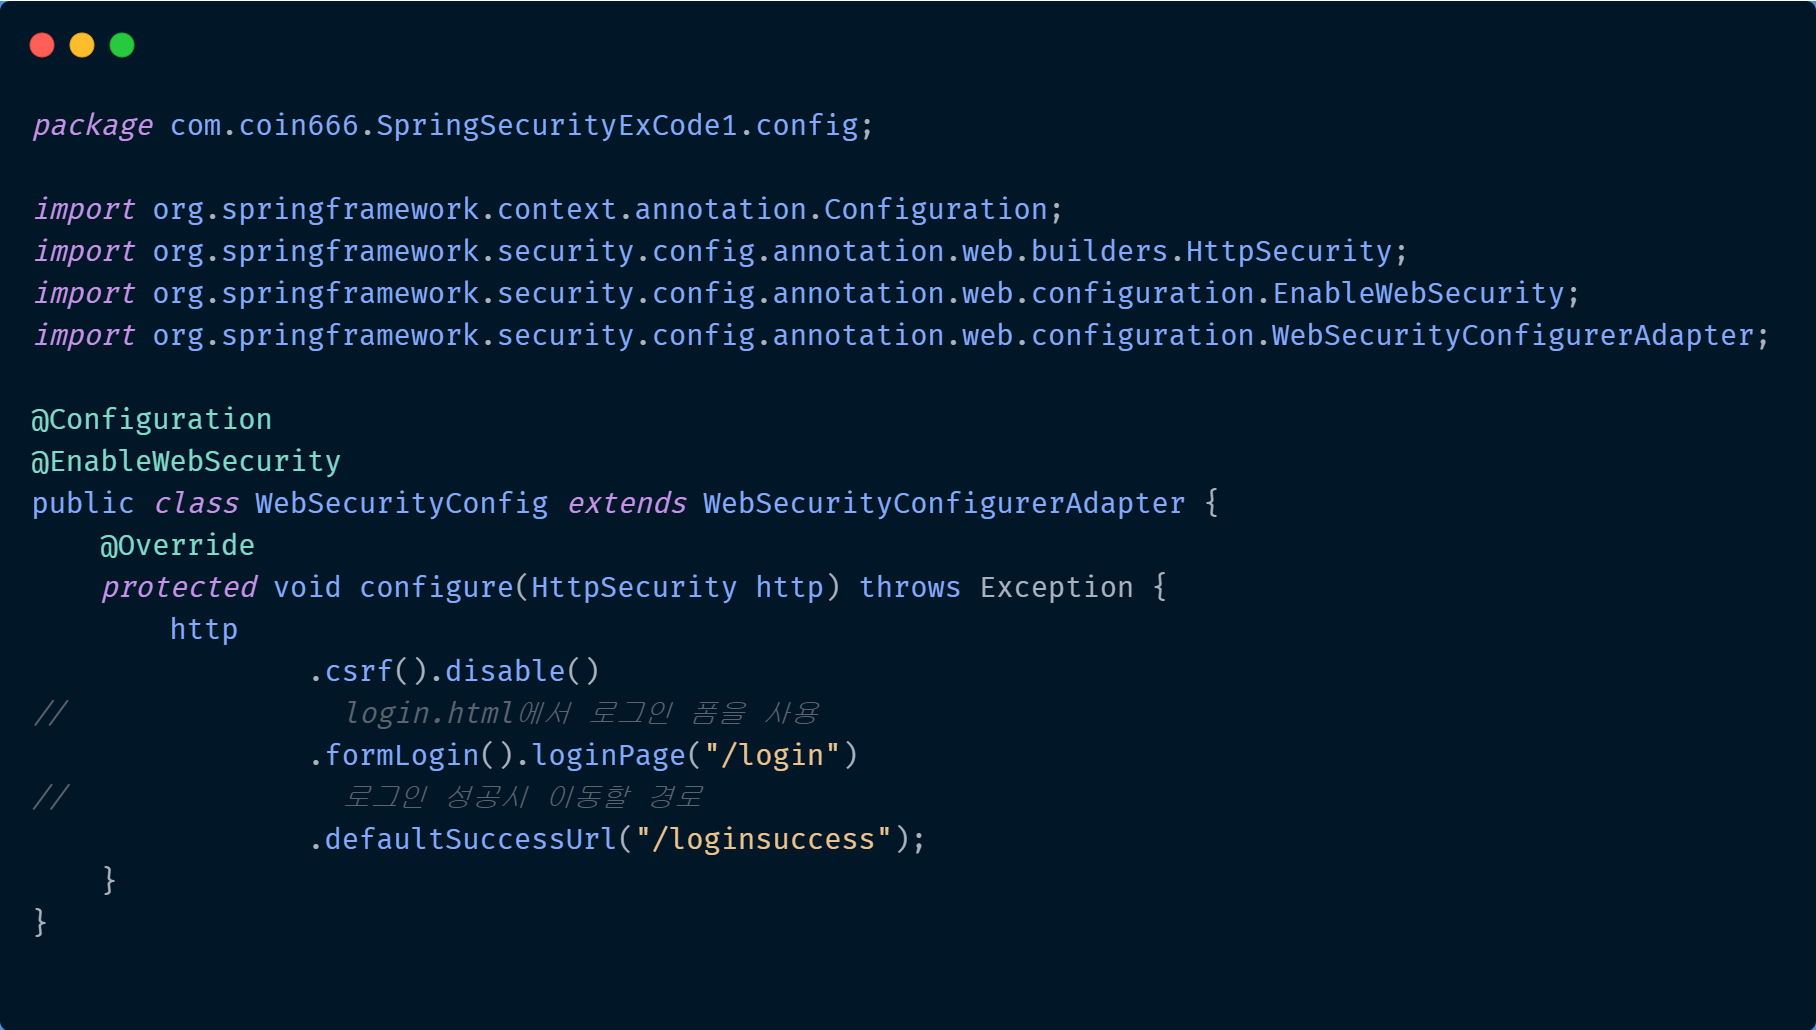 package com.coin666.SpringSecurityExCode1.config;
import org.springframework.context.annotation.Configuration;
import org.springframework.security.config.annotation.web.builders.HttpSecurity;
import org.springframework.security.config.annotation.web.configuration.EnableWebSecurity;
import org.springframework.security.config.annotation.web.configuration.WebSecurityConfigurerAdapter;
@Configuration
@EnableWebSecurity
public class WebSecurityConfig extends WebSecurityConfigurerAdapter {
    @Override
    protected void configure(HttpSecurity http) throws Exception {
        http
                .csrf().disable()
//                login.html에서 로그인 폼을 사용
                .formLogin().loginPage("/login")
//                로그인 성공시 이동할 경로
                .defaultSuccessUrl("/loginsuccess");
    }
}